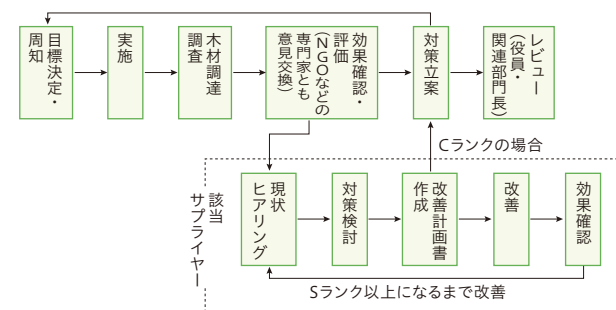 目標決定・
周知
実施
木材調達
調査
効果確認・
評価
(NGOなどの
専門家とも
意見交換)
対策立案
レビュー
(役員・
関連部門長)
Cランクの場合
該当
サプライヤー
現状
ヒアリング
対策検討
改善計画書
作成
改善
効果確認
Sランク以上になるまで改善